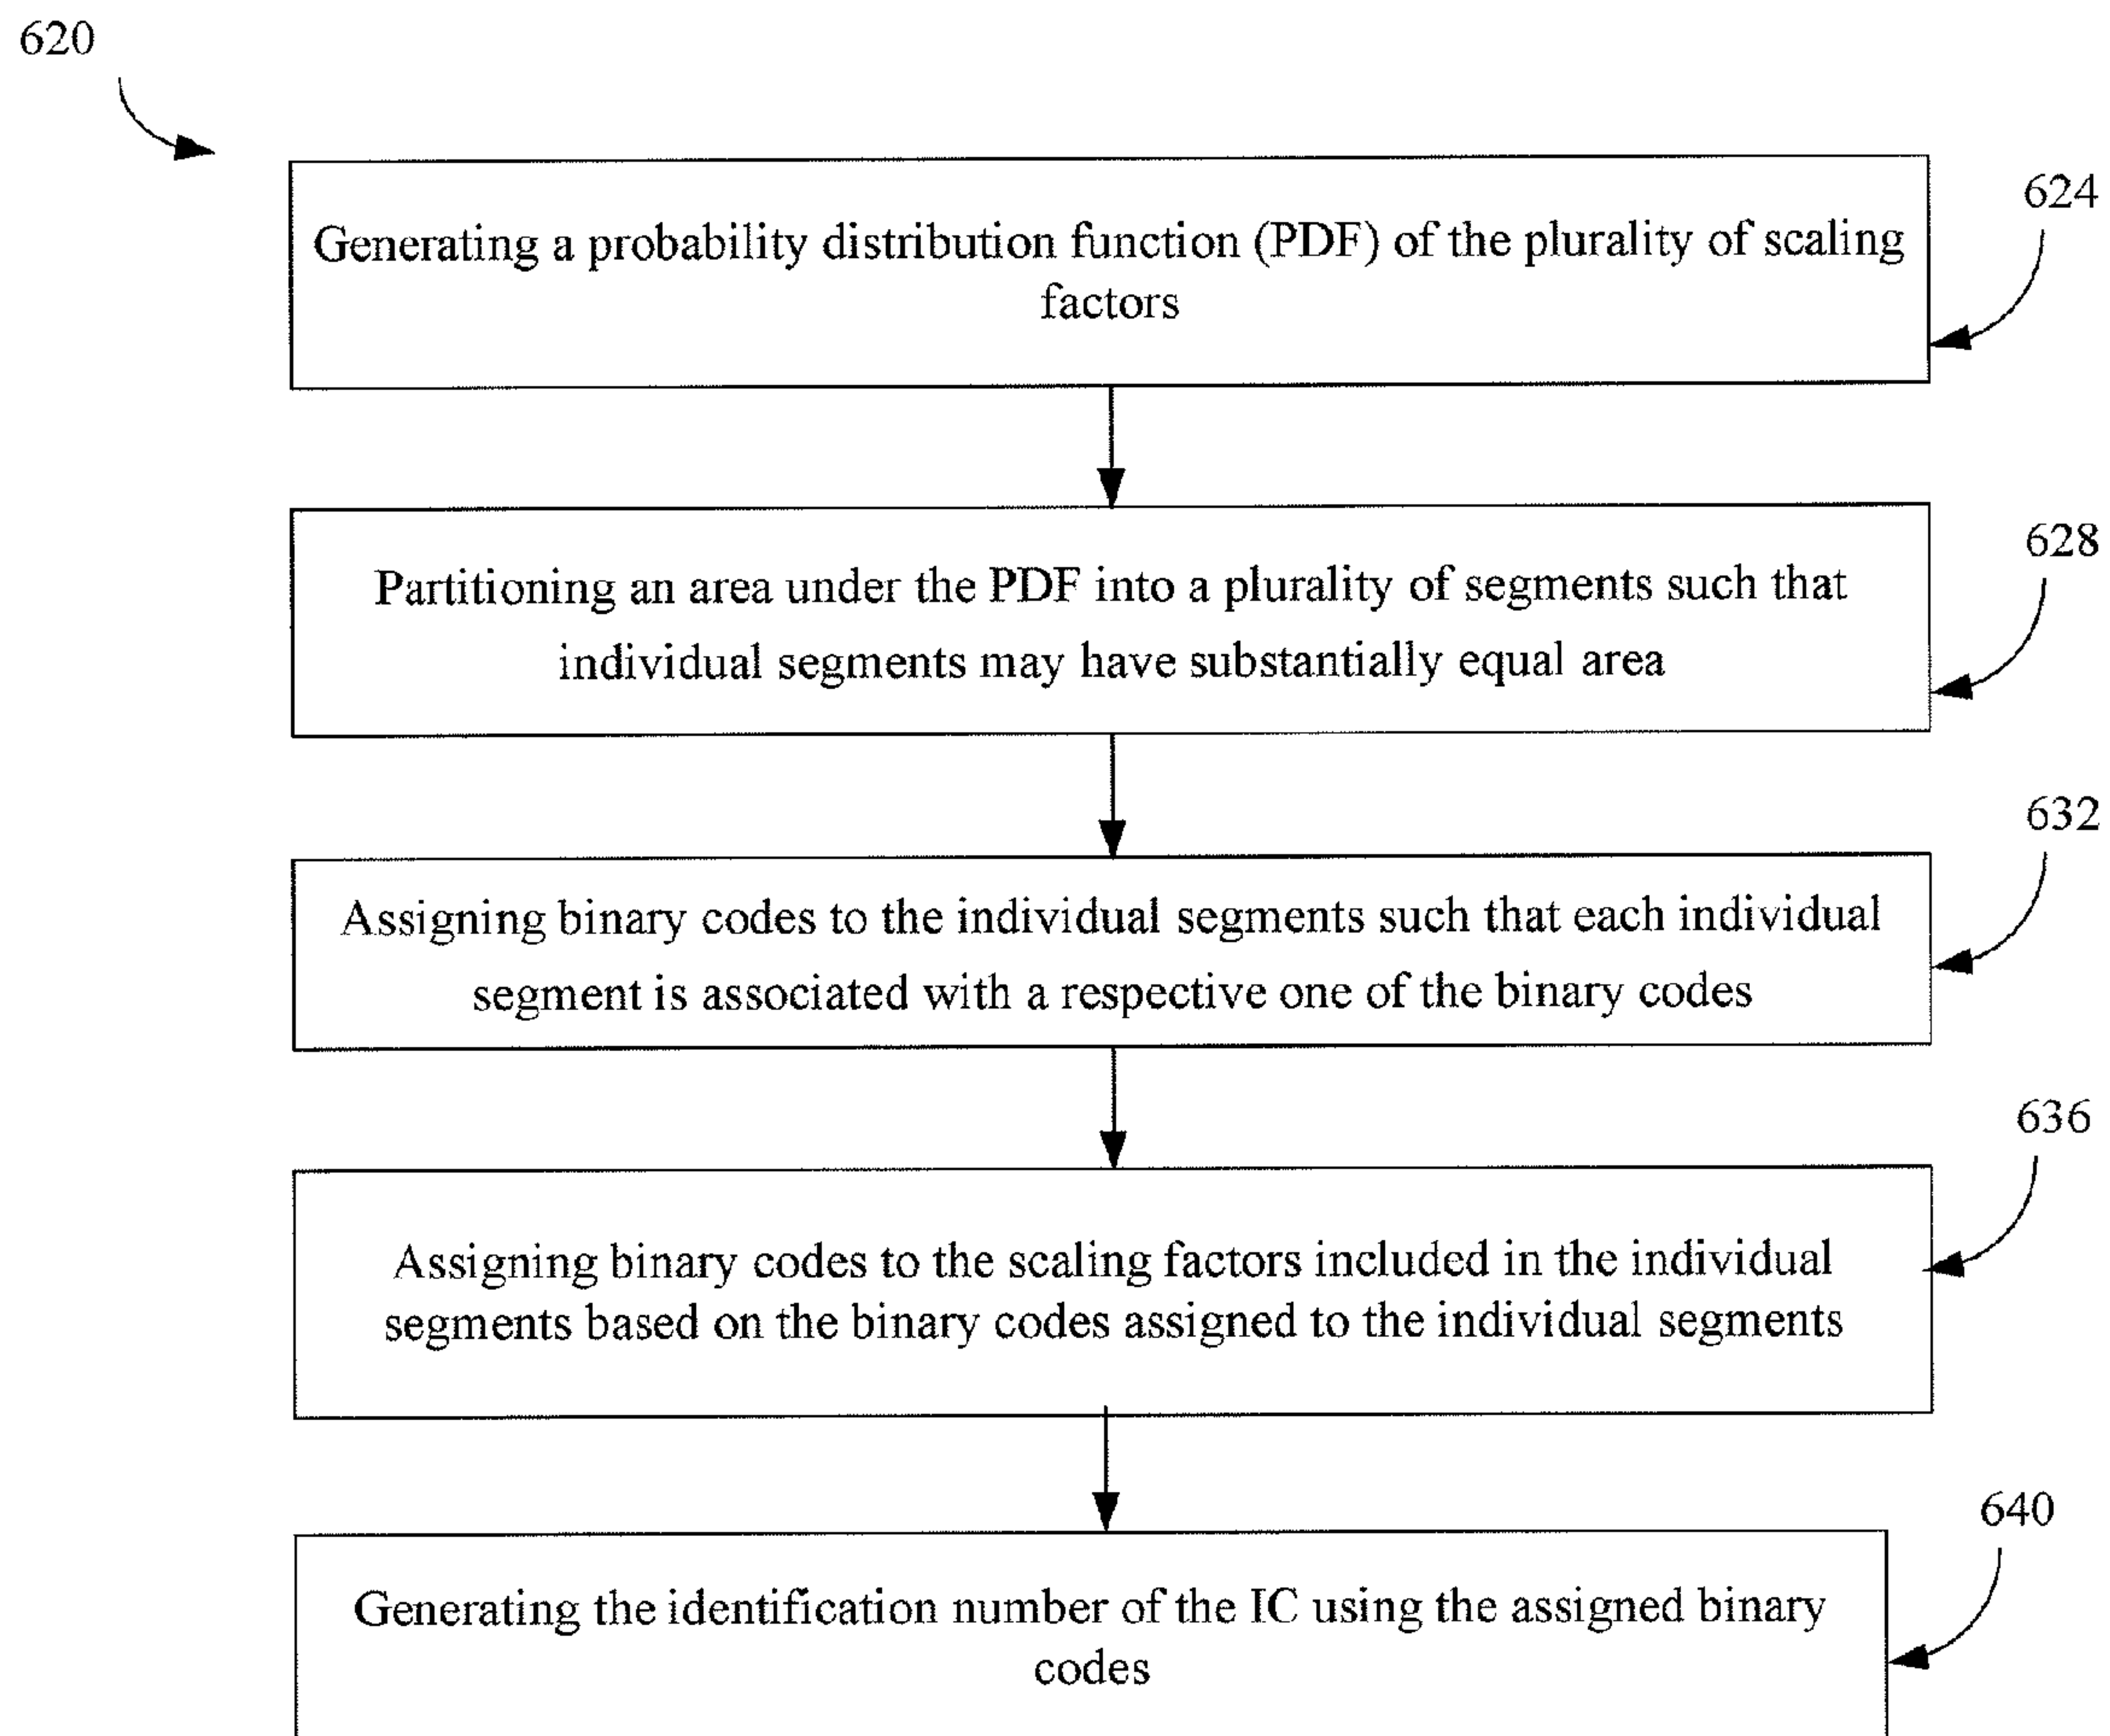 620
624
Generating a probability distribution function (PDF) of the plurality of scaling
factors
628
Partitioning an area under the PDF into a plurality of segments such that
individual segments may have substantially equal area
632
Assigning binary codes to the individual segments such that each individual
segment is associated with a respective one of the binary codes
636
Assigning binary codes to the scaling factors included in the individual
segments based on the binary codes assigned to the individual segments
640
Generating the identification number of the IC using the assigned binary
codes